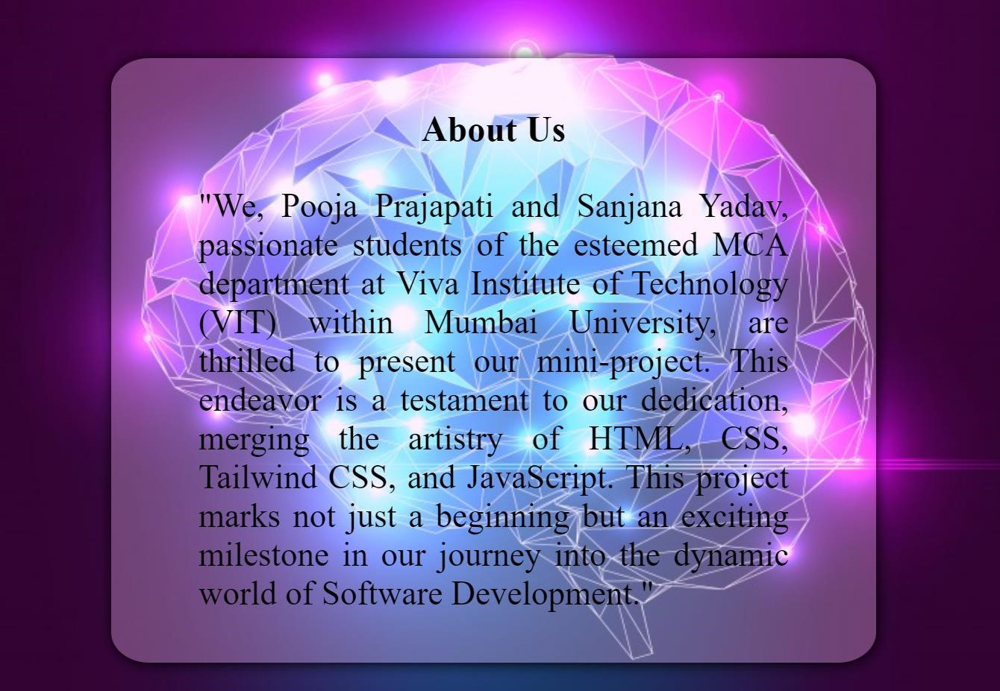 About Us
"We, Pooja Prajapati and Sanjana Yadav,
passionate students of the esteemed MCA
department at Viva Institute of Technology
(VIT) within Mumbai University, are
thrilled to present our mini-project. This
endeavor is a testament to our dedication,
merging the artistry of HTML, CSS,
Tailwind CSS, and JavaScript. This project
marks not just a beginning but an exciting
milestone in our journey into the dynamic
world of Software Development."